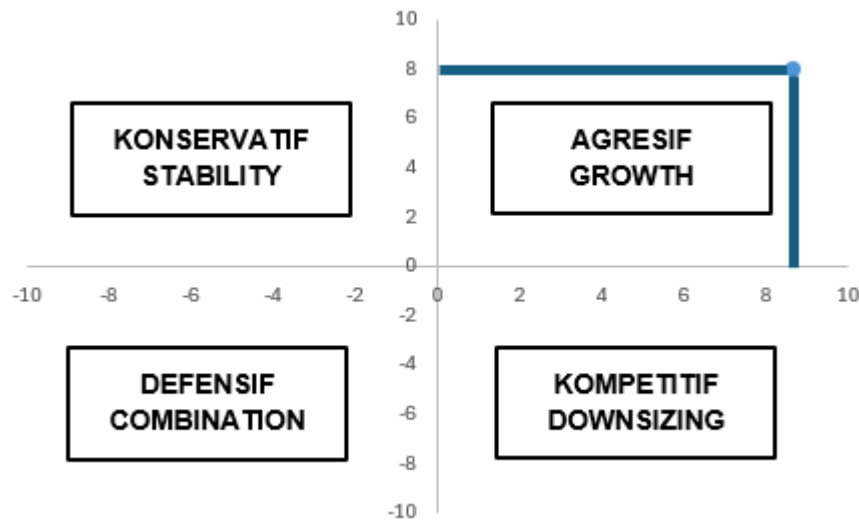 10
8
KONSERVATIF
STABILITY
AGRESIF
GROWTH
6
4
2
0
-10 -8 -6 -4 -2 0 2 4 6 8 10
-2
DEFENSIF
COMBINATION
KOMPETITIF
DOWNSIZING
-4
-6
-8
-10